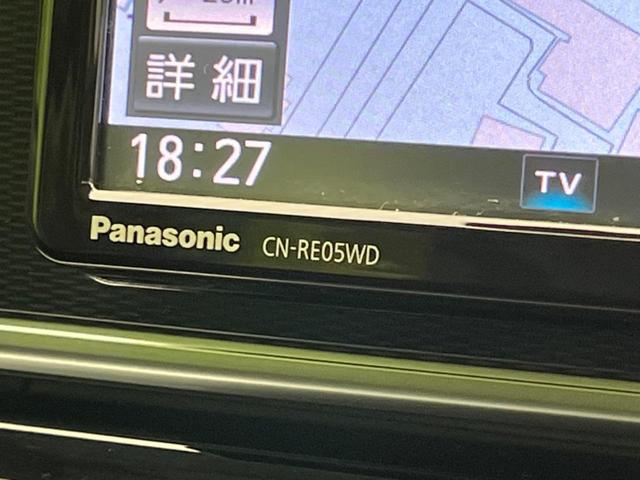 詳細
18:27
TV
Panasonic CN-RE05WD